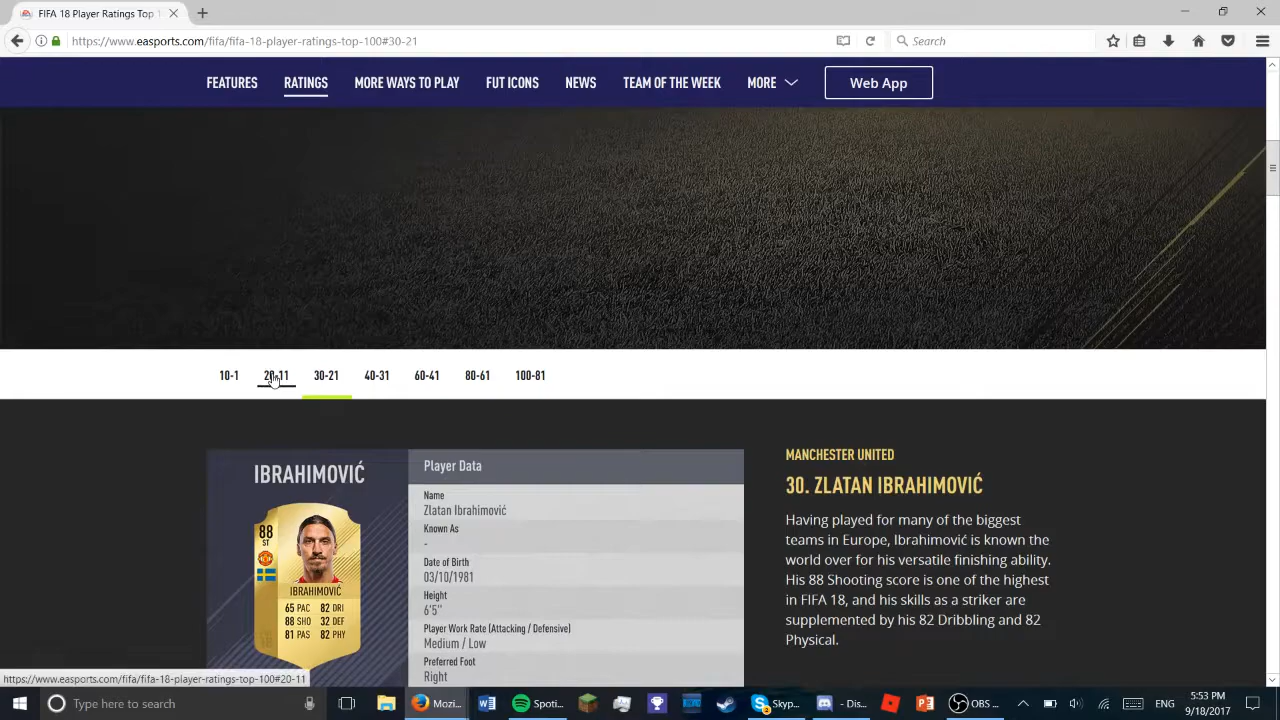 FIFA 18 Player Ratings Top
https://www.easports.com/fifa/fifa-18-player-ratings-top-100#30-21
Search
FEATURES RATINGS MORE WAYS TO PLAY FUT ICONS NEWS TEAM OF THE WEEK MORE Web App
10-1 20-11 30-21 40-31 60-41 80-61 100-81
IBRAHIMOVIĆ
88
ST
IBRAHIMOVIĆ
65 PAC 82 DRI
88 SHO 32 DEF
81 PAS 82 PHY
Player Data
Name
Zlatan Ibrahimović
Known As
-
Date of Birth
03/10/1981
Height
6'5"
Player Work Rate (Attacking / Defensive)
Medium / Low
Preferred Foot
Right
MANCHESTER UNITED
30. ZLATAN IBRAHIMOVIĆ
Having played for many of the biggest
teams in Europe, Ibrahimović is known the
world over for his versatile finishing ability.
His 88 Shooting score is one of the highest
in FIFA 18, and his skills as a striker are
supplemented by his 82 Dribbling and 82
Physical.
https://www.easports.com/fifa/fifa-18-player-ratings-top-100#20-11
Type here to search
Mozi...
Spoti...
Skyp...
- Dis...
OBS ...
ENG
5:53 PM
9/18/2017